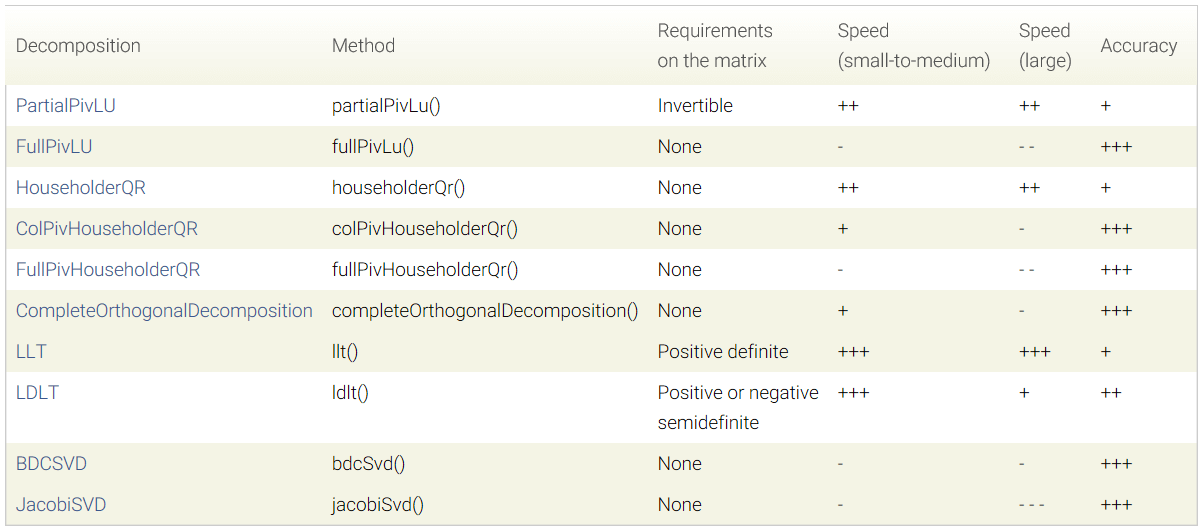 Decomposition Method Requirements on the matrix Speed (small-to-medium) Speed (large) Accuracy
PartialPivLU partialPivLu() Invertible ++ ++ +
FullPivLU fullPivLu() None - - - +++
HouseholderQR householderQr() None ++ ++ +
ColPivHouseholderQR colPivHouseholderQr() None + - +++
FullPivHouseholderQR fullPivHouseholderQr() None - - - +++
CompleteOrthogonalDecomposition completeOrthogonalDecomposition() None + - +++
LLT llt() Positive definite +++ +++ +
LDLT ldlt() Positive or negative semidefinite +++ + ++
BDCSVD bdcSvd() None - - +++
JacobiSVD jacobiSvd() None - - - - +++